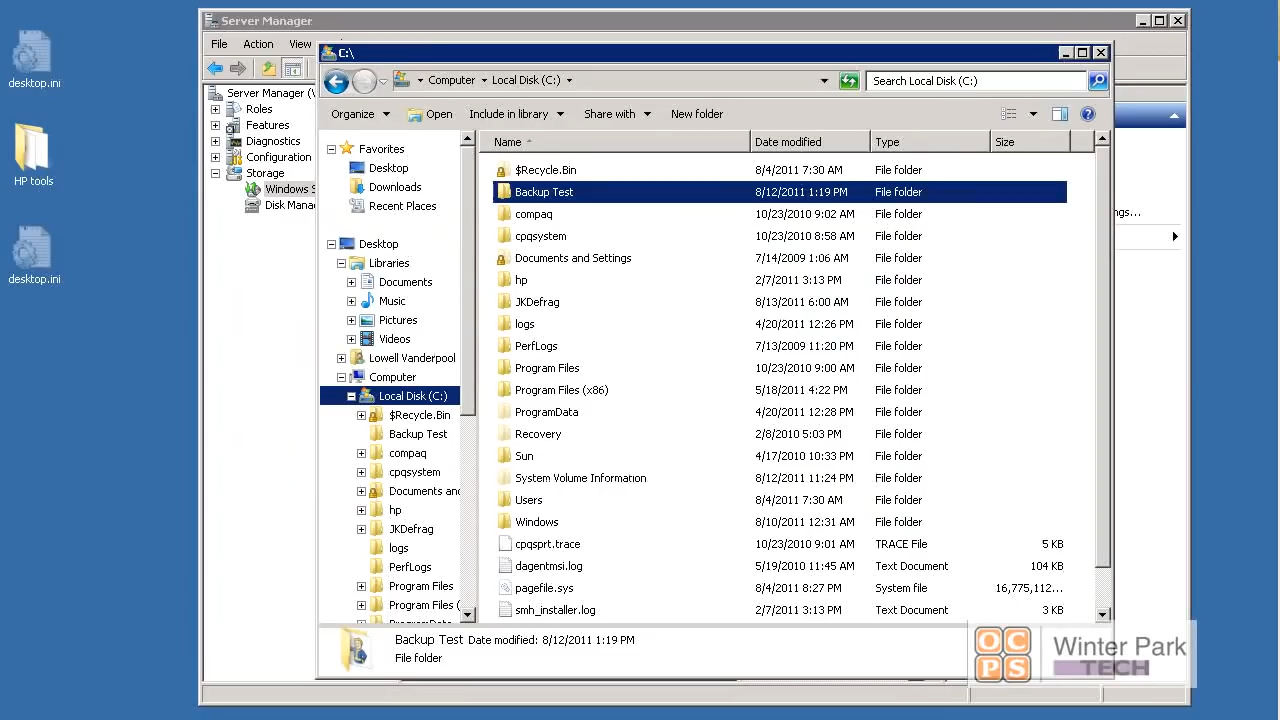 Server Manager
File Action View
C:\
desktop.ini
Computer Local Disk (C:)
Search Local Disk (C:)
Server Manager (\
Organize Open Include in library Share with New folder
Roles
Features
Diagnostics
Configuration
Storage
Windows S
Disk Mana
HP tools
desktop.ini
Favorites
Desktop
Downloads
Recent Places
Desktop
Libraries
Documents
Music
Pictures
Videos
Lowell Vanderpool
Computer
Local Disk (C:)
$Recycle.Bin
Backup Test
compaq
cpqsystem
Documents and
hp
JKDefrag
logs
PerfLogs
Program Files
Program Files (
Name Date modified Type Size
$Recycle.Bin 8/4/2011 7:30 AM File folder
Backup Test 8/12/2011 1:19 PM File folder
compaq 10/23/2010 9:02 AM File folder
cpqsystem 10/23/2010 8:58 AM File folder
Documents and Settings 7/14/2009 1:06 AM File folder
hp 2/7/2011 3:13 PM File folder
JKDefrag 8/13/2011 6:00 AM File folder
logs 4/20/2011 12:26 PM File folder
PerfLogs 7/13/2009 11:20 PM File folder
Program Files 10/23/2010 9:00 AM File folder
Program Files (x86) 5/18/2011 4:22 PM File folder
ProgramData 4/20/2011 12:28 PM File folder
Recovery 2/8/2010 5:03 PM File folder
Sun 4/17/2010 10:33 PM File folder
System Volume Information 8/12/2011 11:24 PM File folder
Users 8/4/2011 7:30 AM File folder
Windows 8/10/2011 12:31 AM File folder
cpqsprt.trace 10/23/2010 9:01 AM TRACE File 5 KB
dagentmsi.log 5/19/2010 11:45 AM Text Document 104 KB
pagefile.sys 8/4/2011 8:27 PM System file 16,775,112...
smh_installer.log 2/7/2011 3:13 PM Text Document 3 KB
gs...
Backup Test Date modified: 8/12/2011 1:19 PM
File folder
OCPS
Winter Park
TECH